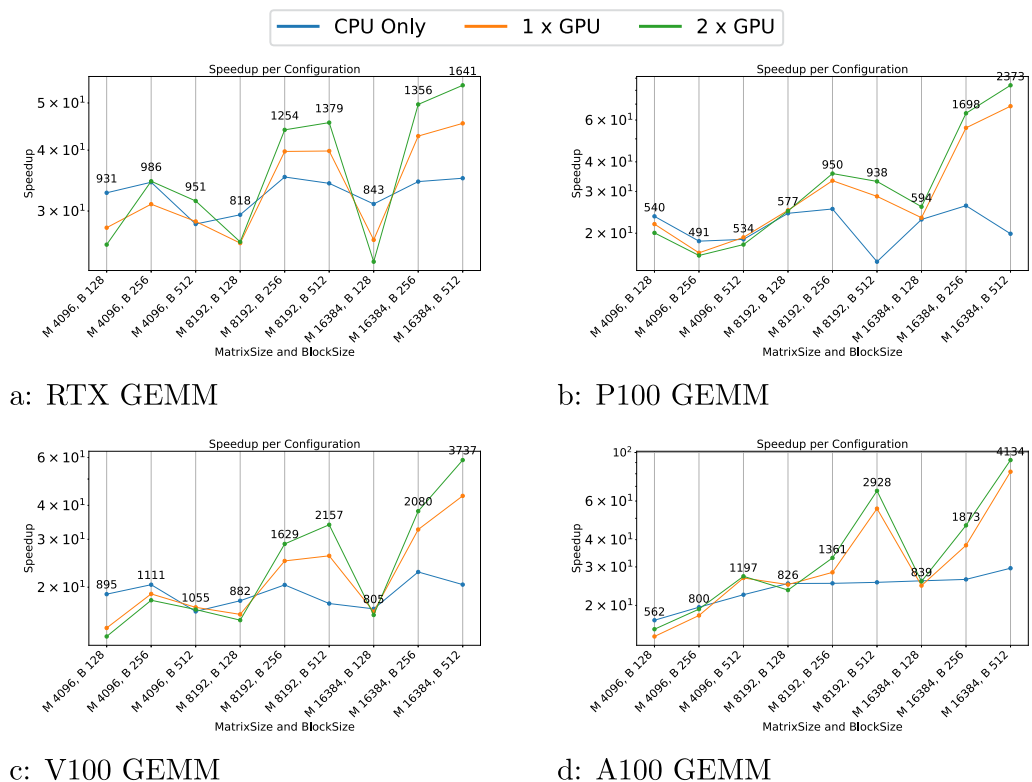 CPU Only 1 x GPU 2 x GPU
Speedup per Configuration
Speedup
5 × 10¹
4 × 10¹
3 × 10¹
931
986
951
818
1254
1379
843
1356
1641
M 4096, B 128
M 4096, B 256
M 4096, B 512
M 8192, B 128
M 8192, B 256
M 8192, B 512
M 16384, B 128
M 16384, B 256
M 16384, B 512
MatrixSize and BlockSize
a: RTX GEMM
Speedup per Configuration
Speedup
6 × 10¹
4 × 10¹
3 × 10¹
2 × 10¹
540
491
534
577
950
938
594
1698
2373
M 4096, B 128
M 4096, B 256
M 4096, B 512
M 8192, B 128
M 8192, B 256
M 8192, B 512
M 16384, B 128
M 16384, B 256
M 16384, B 512
MatrixSize and BlockSize
b: P100 GEMM
Speedup per Configuration
Speedup
6 × 10¹
4 × 10¹
3 × 10¹
2 × 10¹
895
1111
1055
882
1629
2157
805
2080
3737
M 4096, B 128
M 4096, B 256
M 4096, B 512
M 8192, B 128
M 8192, B 256
M 8192, B 512
M 16384, B 128
M 16384, B 256
M 16384, B 512
MatrixSize and BlockSize
c: V100 GEMM
Speedup per Configuration
Speedup
10²
6 × 10¹
4 × 10¹
3 × 10¹
2 × 10¹
562
800
1197
826
1361
2928
839
1873
4134
M 4096, B 128
M 4096, B 256
M 4096, B 512
M 8192, B 128
M 8192, B 256
M 8192, B 512
M 16384, B 128
M 16384, B 256
M 16384, B 512
MatrixSize and BlockSize
d: A100 GEMM